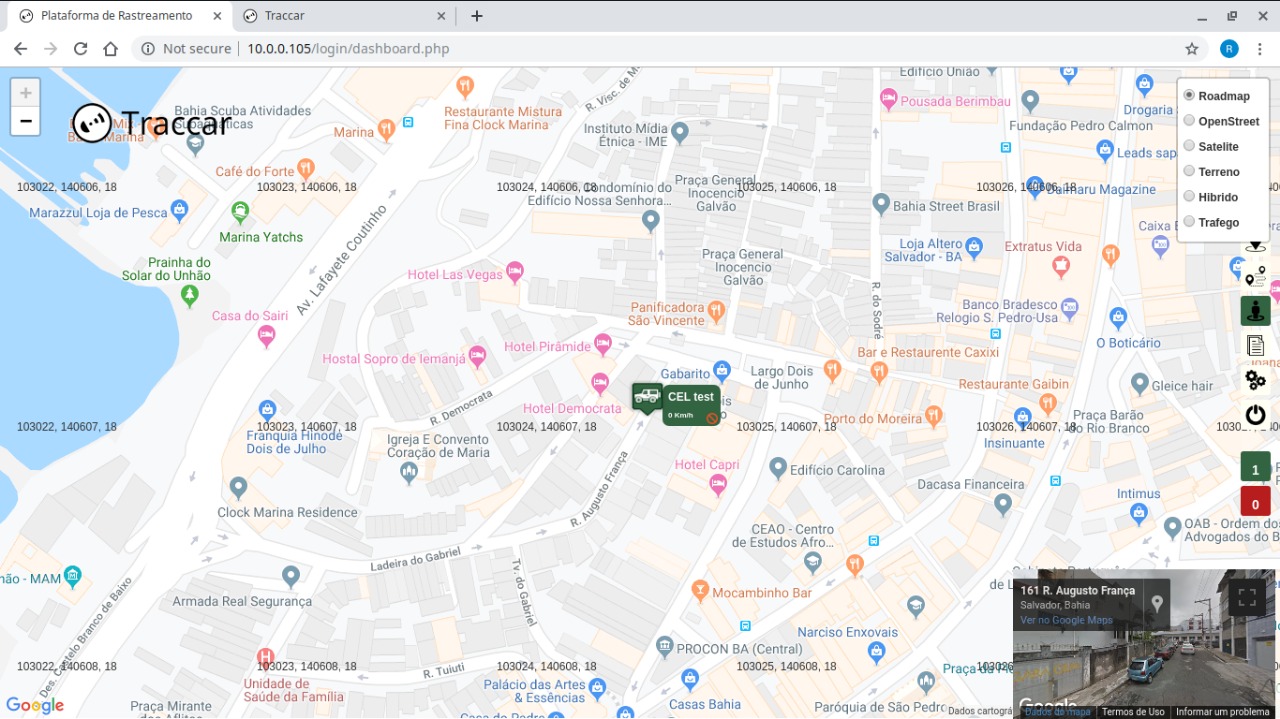 Plataforma de Rastreamento
Traccar
Not secure
10.0.0.105/login/dashboard.php
R
+
−
Traccar
Bahia Scuba Atividades
Subaquáticas
Marina
Restaurante Mistura
Fina Clock Marina
R. Visc. de M
Instituto Mídia
Étnica - IME
Pousada Berimbau
Edifício União
Fundação Pedro Calmon
Drogaria
Leads sap
Roadmap
OpenStreet
Satelite
Terreno
Hibrido
Trafego
Café do Forte
103022, 140606, 18
103023, 140606, 18
103024, 140606, 18
103025, 140606, 18
103026, 140606, 18
Condomínio do
Edifício Nossa Senhora...
Praça General
Inocencio
Galvão
Daimaru Magazine
Marazzul Loja de Pesca
Marina Yatchs
Av. Lafayete Coutinho
Bahia Street Brasil
Caixa E
Prainha do
Solar do Unhão
Hotel Las Vegas
Praça General
Inocencio
Galvão
Loja Altero
Salvador - BA
Extratus Vida
Casa do Sairi
Panificadora
São Vincente
R. do Sodré
Banco Bradesco
Relogio S. Pedro-Usa
O Boticário
Hostal Sopro de Iemanjá
Hotel Pirâmide
Bar e Restaurante Caxixi
Gabarito
Largo Dois
de Junho
Restaurante Gaibin
Gleice hair
R. Democrata
Hotel Democrata
CEL test
0 Km/h
Porto do Moreira
Praça Barão
do Rio Branco
103022, 140607, 18
103023, 140607, 18
103024, 140607, 18
103025, 140607, 18
103026, 140607, 18
Franquia Hinode
Dois de Julho
Igreja E Convento
Coração de Maria
Insinuante
R. Augusto França
Hotel Capri
Edifício Carolina
Dacasa Financeira
1
0
Clock Marina Residence
Intimus
CEAO - Centro
de Estudos Afro...
OAB - Ordem dos
Advogados do B
Ladeira do Gabriel
Tv. do Gabriel
não - MAM
Armada Real Segurança
Mocambinho Bar
Des. Castelo Branco de Baixo
Narciso Enxovais
PROCON BA (Central)
161 R. Augusto França
Salvador, Bahia
Ver no Google Maps
103022, 140608, 18
103023, 140608, 18
103024, 140608, 18
103025, 140608, 18
R. Tuiuti
Unidade de
Saúde da Família
Palácio das Artes
& Essências
Casas Bahia
Paróquia de São Pedro
Praça Mirante
Google
Google
Dados cartográ
Dados do mapa
Termos de Uso
Informar um problema